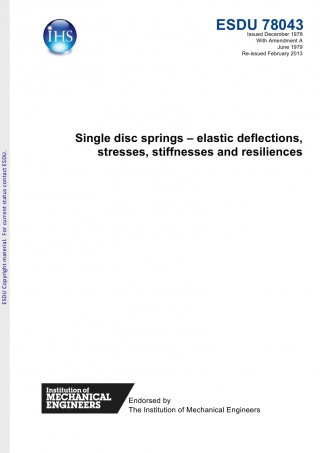 ESDU 78043
Issued December 1978
With Amendment A
June 1979
Re-issued February 2013
IHS
Single disc springs – elastic deflections,
stresses, stiffnesses and resiliences
ESDU Copyright material. For current status contact ESDU.
Institution of
MECHANICAL
ENGINEERS
Endorsed by
The Institution of Mechanical Engineers